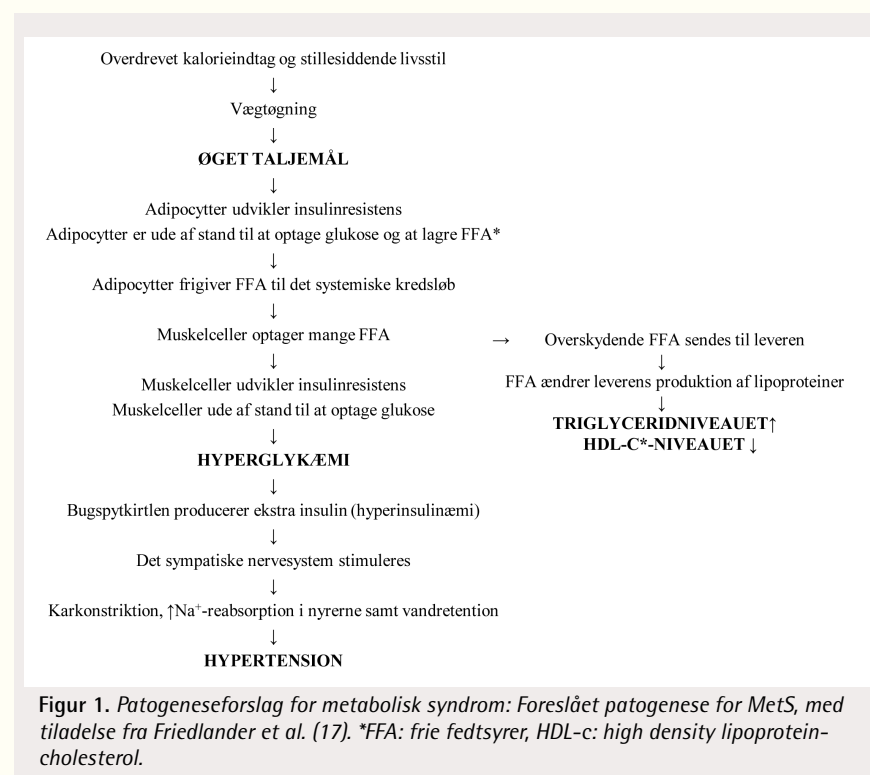 Overdrevet kalorieindtag og stillesiddende livsstil
↓
Vægtøgning
↓
ØGET TALJEMÅL
↓
Adipocytter udvikler insulinresistens
Adipocytter er ude af stand til at optage glukose og at lagre FFA*
↓
Adipocytter frigiver FFA til det systemiske kredsløb
↓
Muskelceller optager mange FFA
↓
Muskelceller udvikler insulinresistens
Muskelceller ude af stand til at optage glukose
↓
HYPERGLYKÆMI
↓
Bugspytkirtlen producerer ekstra insulin (hyperinsulinæmi)
↓
Det sympatiske nervesystem stimuleres
↓
Karkonstriktion, ↑Na⁺-reabsorption i nyrerne samt vandretention
↓
HYPERTENSION
→ Overskydende FFA sendes til leveren
↓
FFA ændrer leverens produktion af lipoproteiner
↓
TRIGLYCERIDNIVEAUET↑
HDL-C*-NIVEAUET ↓
Figur 1. Patogeneseforslag for metabolisk syndrom: Foreslået patogenese for MetS, med
tiladelse fra Friedlander et al. (17). *FFA: frie fedtsyrer, HDL-c: high density lipoprotein-
cholesterol.